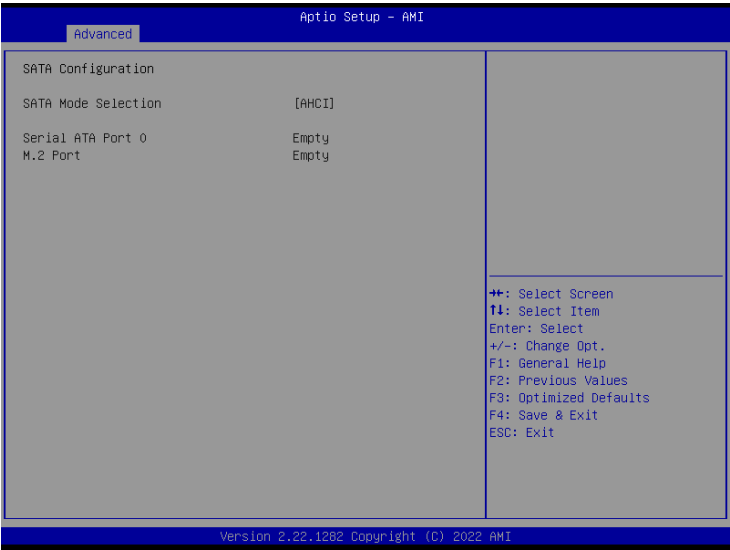 Aptio Setup – AMI
Advanced
SATA Configuration
SATA Mode Selection [AHCI]
Serial ATA Port 0 Empty
M.2 Port Empty
→←: Select Screen
↑↓: Select Item
Enter: Select
+/-: Change Opt.
F1: General Help
F2: Previous Values
F3: Optimized Defaults
F4: Save & Exit
ESC: Exit
Version 2.22.1282 Copyright (C) 2022 AMI